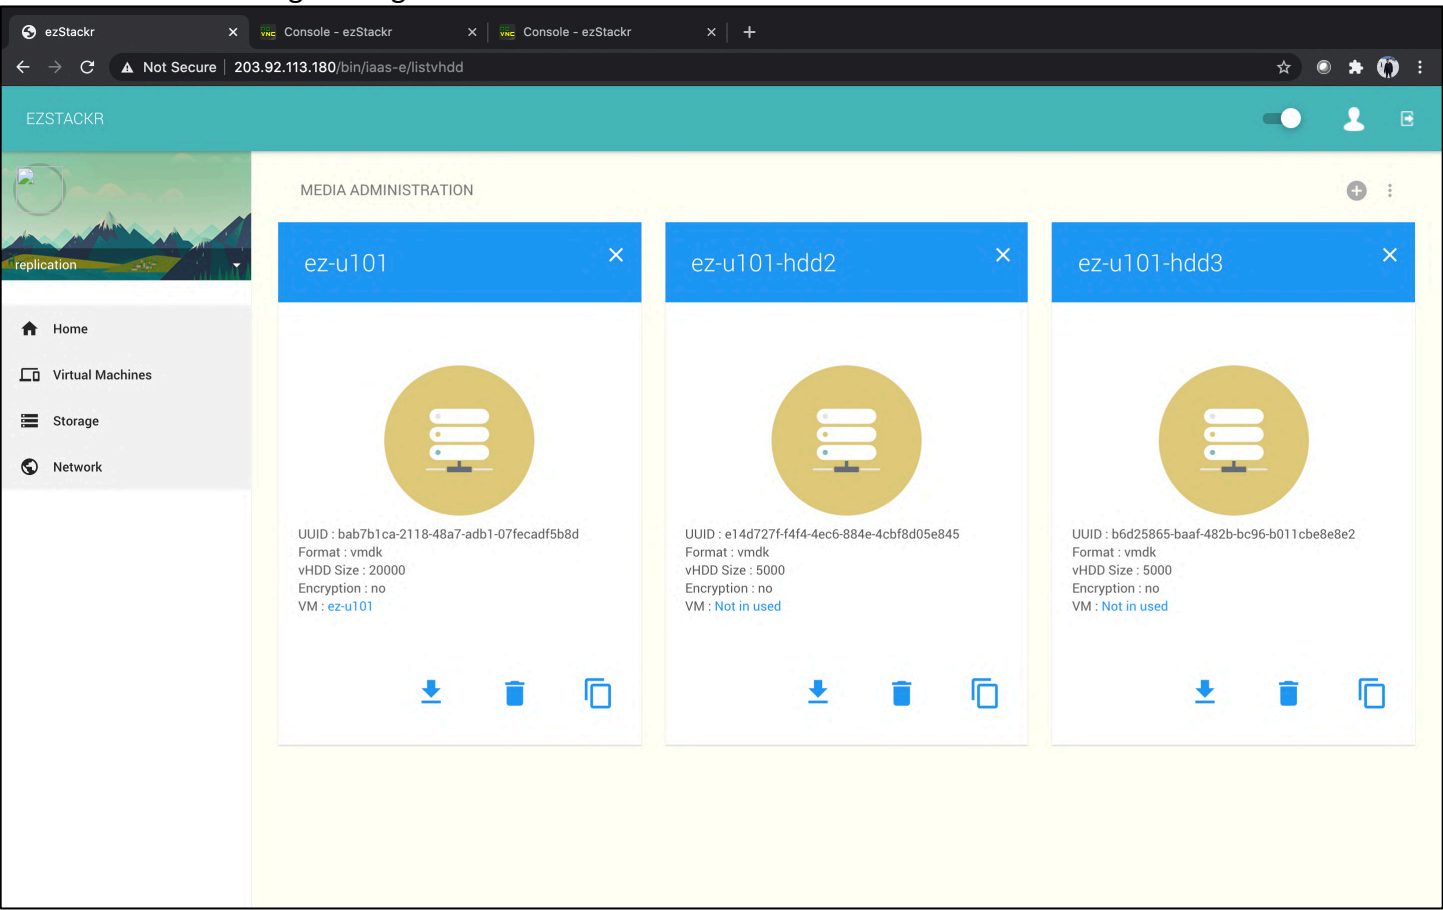 ezStackr
VNC Console - ezStackr
VNC Console - ezStackr
Not Secure | 203.92.113.180/bin/iaas-e/listvhdd
EZSTACKR
replication
Home
Virtual Machines
Storage
Network
MEDIA ADMINISTRATION
ez-u101
UUID : bab7b1ca-2118-48a7-adb1-07fecadf5b8d
Format : vmdk
vHDD Size : 20000
Encryption : no
VM : ez-u101
ez-u101-hdd2
UUID : e14d727f-f4f4-4ec6-884e-4cbf8d05e845
Format : vmdk
vHDD Size : 5000
Encryption : no
VM : Not in used
ez-u101-hdd3
UUID : b6d25865-baaf-482b-bc96-b011cbe8e8e2
Format : vmdk
vHDD Size : 5000
Encryption : no
VM : Not in used